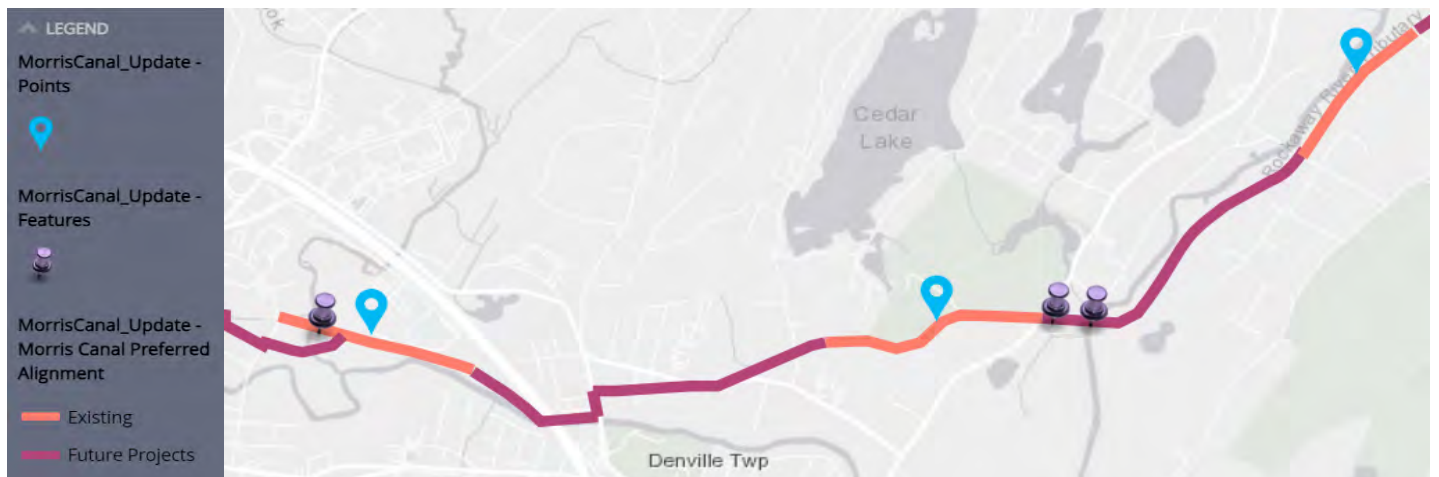 LEGEND
MorrisCanal_Update -
Points
MorrisCanal_Update -
Features
MorrisCanal_Update -
Morris Canal Preferred
Alignment
Existing
Future Projects
ok
Cedar
Lake
Rockaway River Tributary
Denville Twp